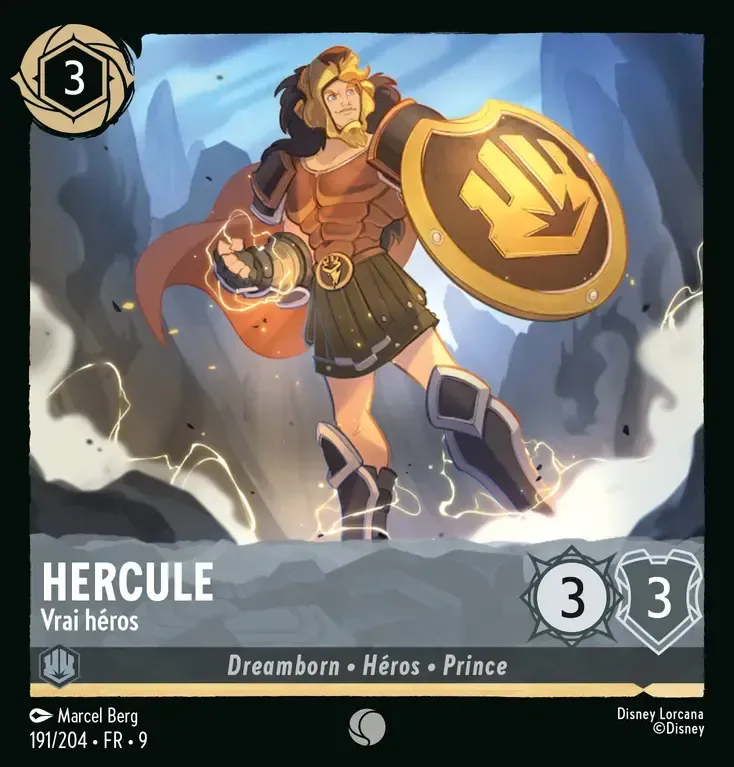 3
HERCULE
Vrai héros
3
3
Dreamborn • Héros • Prince
Marcel Berg
191/204 • FR • 9
Disney Lorcana
©Disney